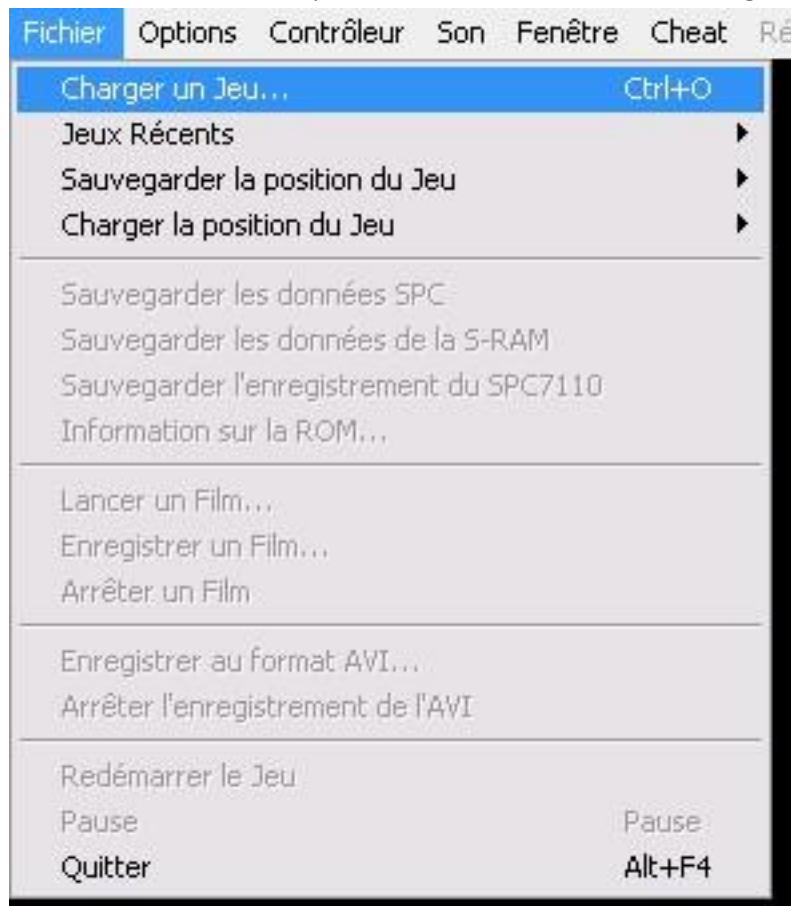 Fichier Options Contrôleur Son Fenêtre Cheat Ré
Charger un Jeu... Ctrl+O
Jeux Récents
Sauvegarder la position du Jeu
Charger la position du Jeu
Sauvegarder les données SPC
Sauvegarder les données de la S-RAM
Sauvegarder l'enregistrement du SPC7110
Information sur la ROM...
Lancer un Film...
Enregistrer un Film...
Arrêter un Film
Enregistrer au format AVI...
Arrêter l'enregistrement de l'AVI
Redémarrer le Jeu
Pause Pause
Quitter Alt+F4